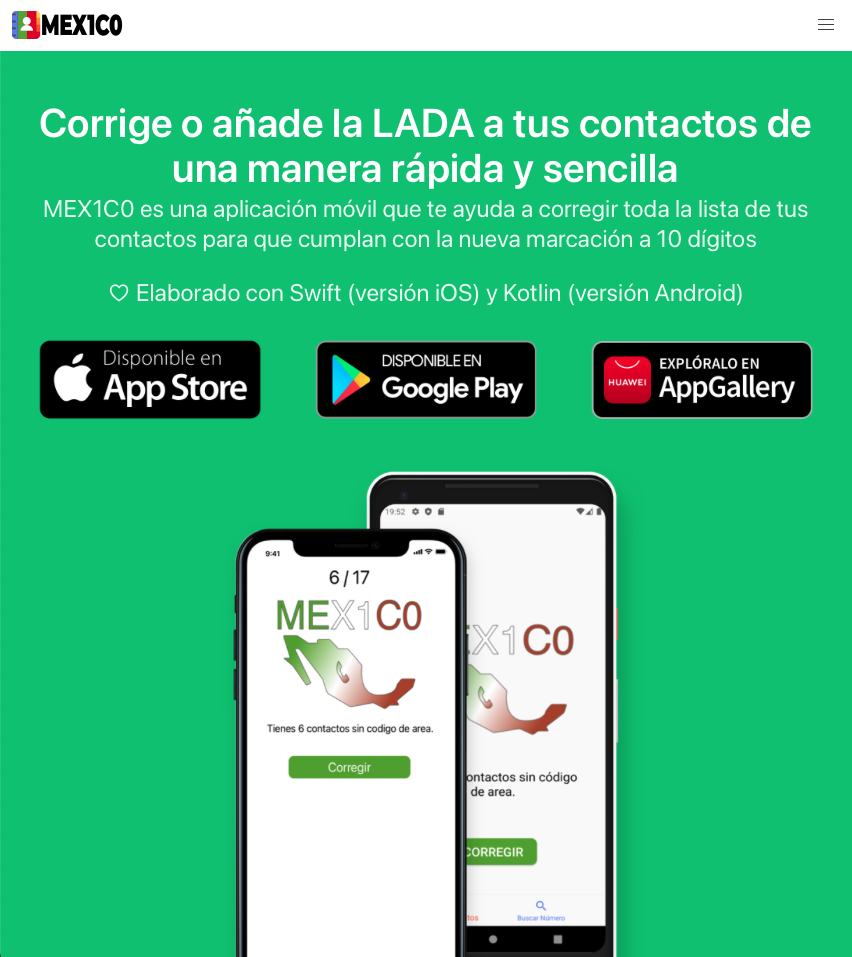 MEX1C0
Corrige o añade la LADA a tus contactos de
una manera rápida y sencilla
MEX1C0 es una aplicación móvil que te ayuda a corregir toda la lista de tus
contactos para que cumplan con la nueva marcación a 10 dígitos
Elaborado con Swift (versión iOS) y Kotlin (versión Android)
Disponible en
App Store
DISPONIBLE EN
Google Play
HUAWEI
EXPLÓRALO EN
AppGallery
19:52
9:41
6 / 17
MEX1C0
X1C0
Tienes 6 contactos sin codigo de area.
Corregir
ontactos sin código
de area.
CORREGIR
tos
Buscar Número